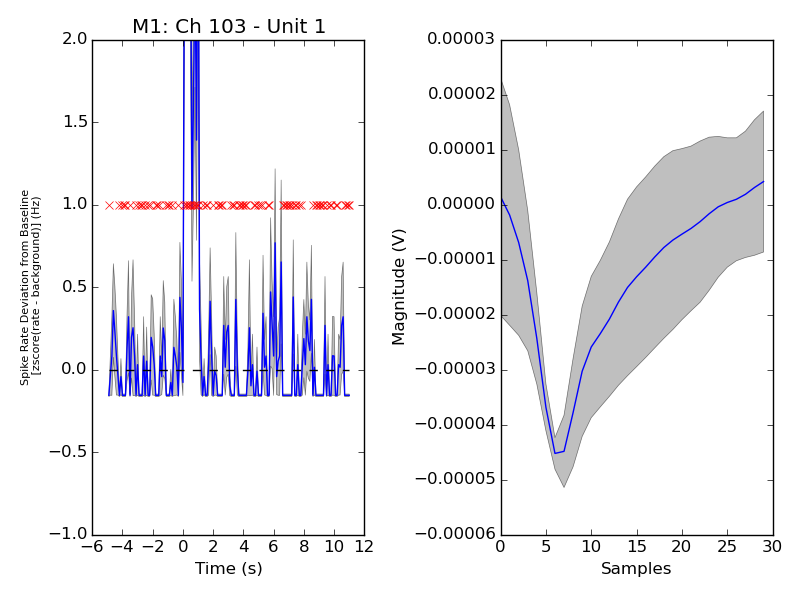 M1: Ch 103 - Unit 1
Spike Rate Deviation from Baseline
[zscore(rate - background)] (Hz)
2.0
1.5
1.0
0.5
0.0
−0.5
−1.0
−6 −4 −2 0 2 4 6 8 10 12
Time (s)
Magnitude (V)
0.00003
0.00002
0.00001
0.00000
−0.00001
−0.00002
−0.00003
−0.00004
−0.00005
−0.00006
0 5 10 15 20 25 30
Samples